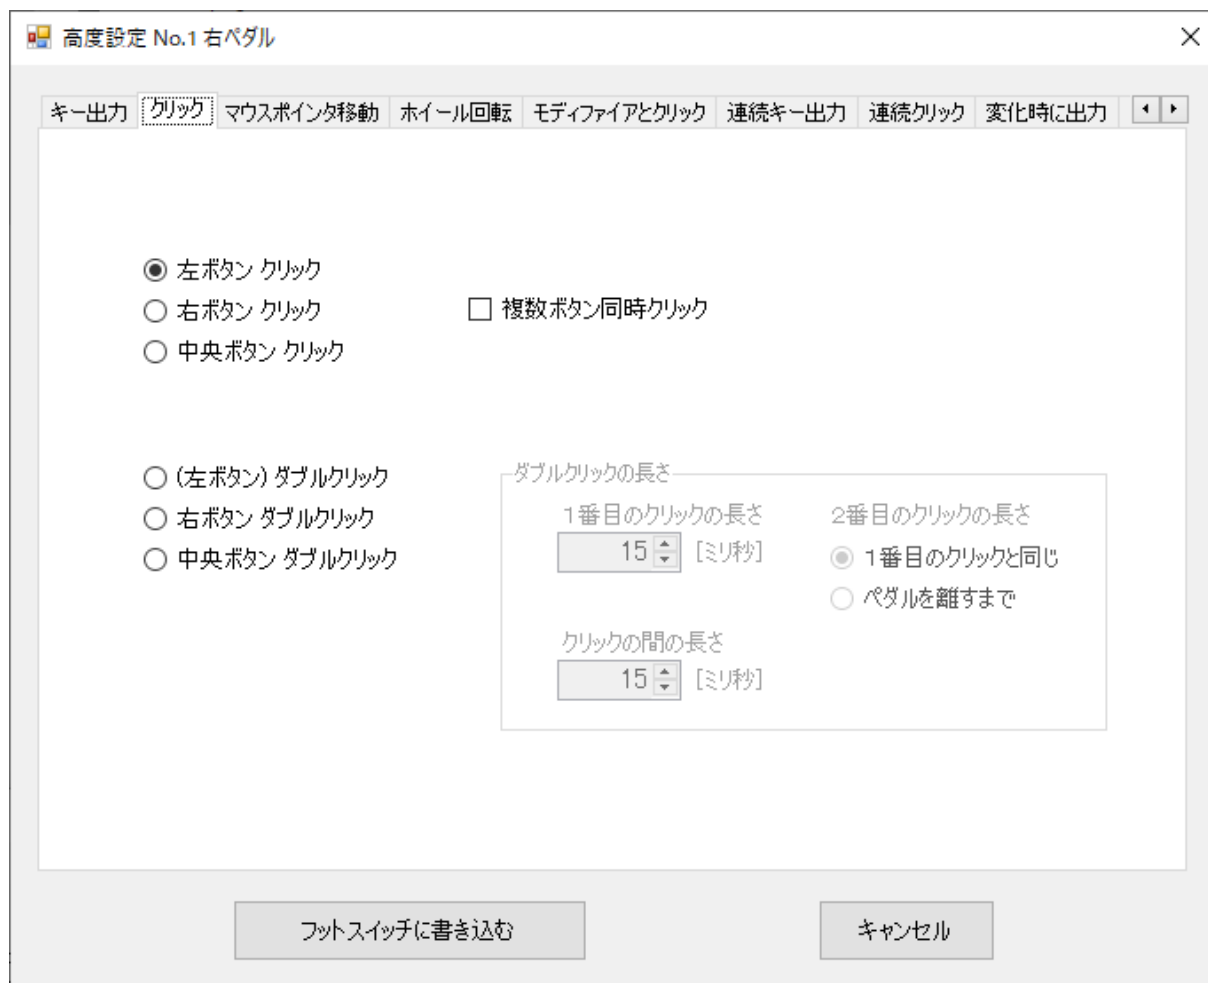 高度設定 No.1 右ペダル
キー出力 クリック マウスポインタ移動 ホイール回転 モディファイアとクリック 連続キー出力 連続クリック 変化時に出力
左ボタン クリック
右ボタン クリック
複数ボタン同時クリック
中央ボタン クリック
(左ボタン) ダブルクリック
右ボタン ダブルクリック
中央ボタン ダブルクリック
ダブルクリックの長さ
1番目のクリックの長さ
15 [ミリ秒]
2番目のクリックの長さ
1番目のクリックと同じ
ペダルを離すまで
クリックの間の長さ
15 [ミリ秒]
フットスイッチに書き込む
キャンセル